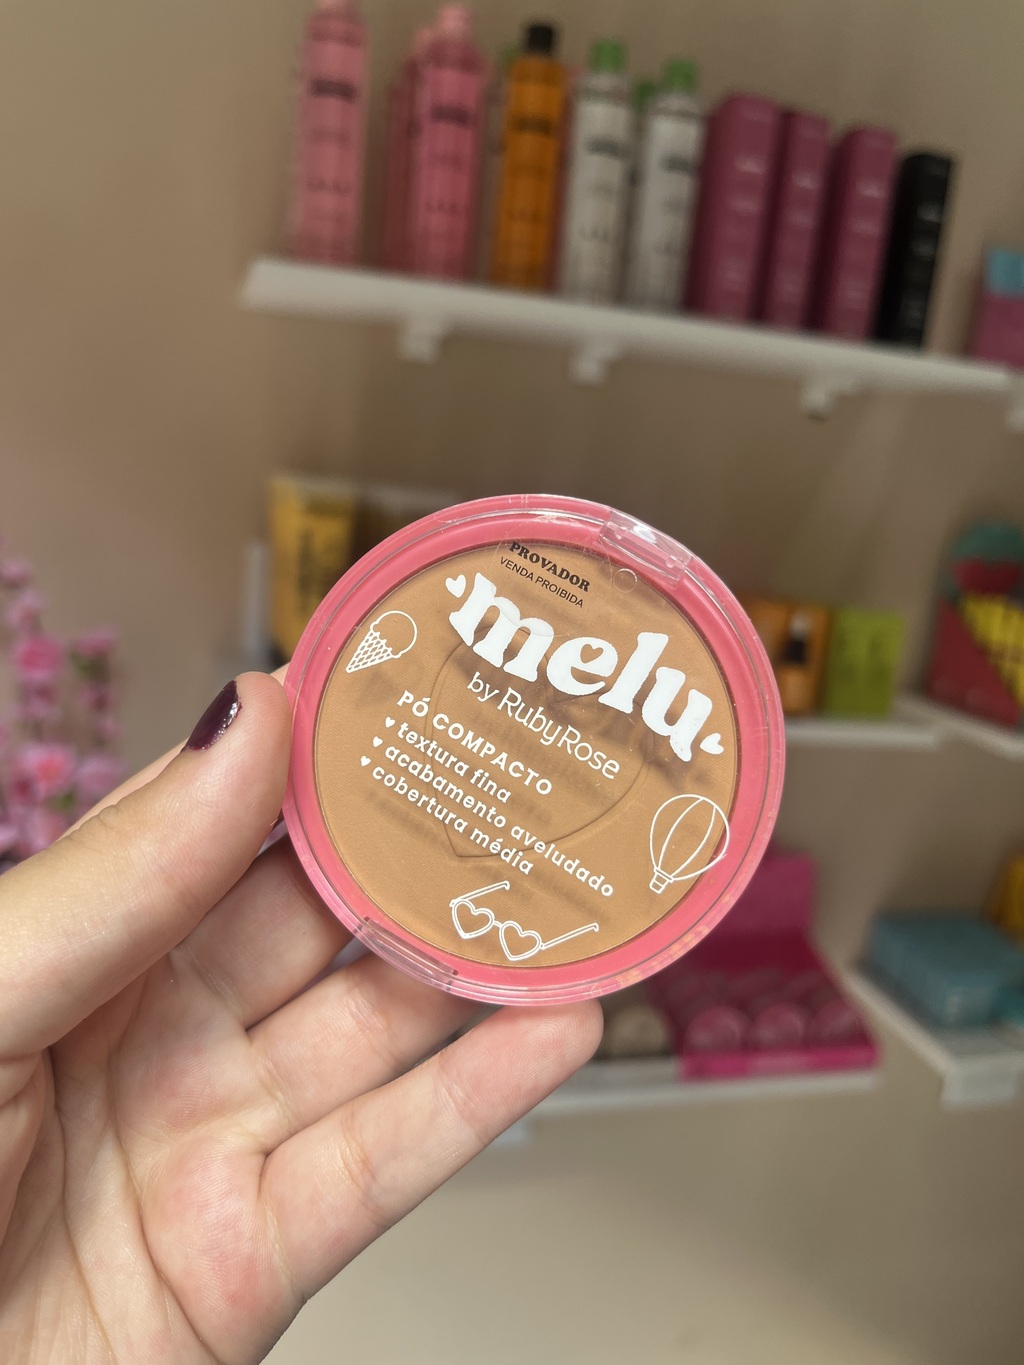 PROVADOR
VENDA PROIBIDA
melu
by RubyRose
PÓ COMPACTO
textura fina
acabamento aveludado
cobertura média